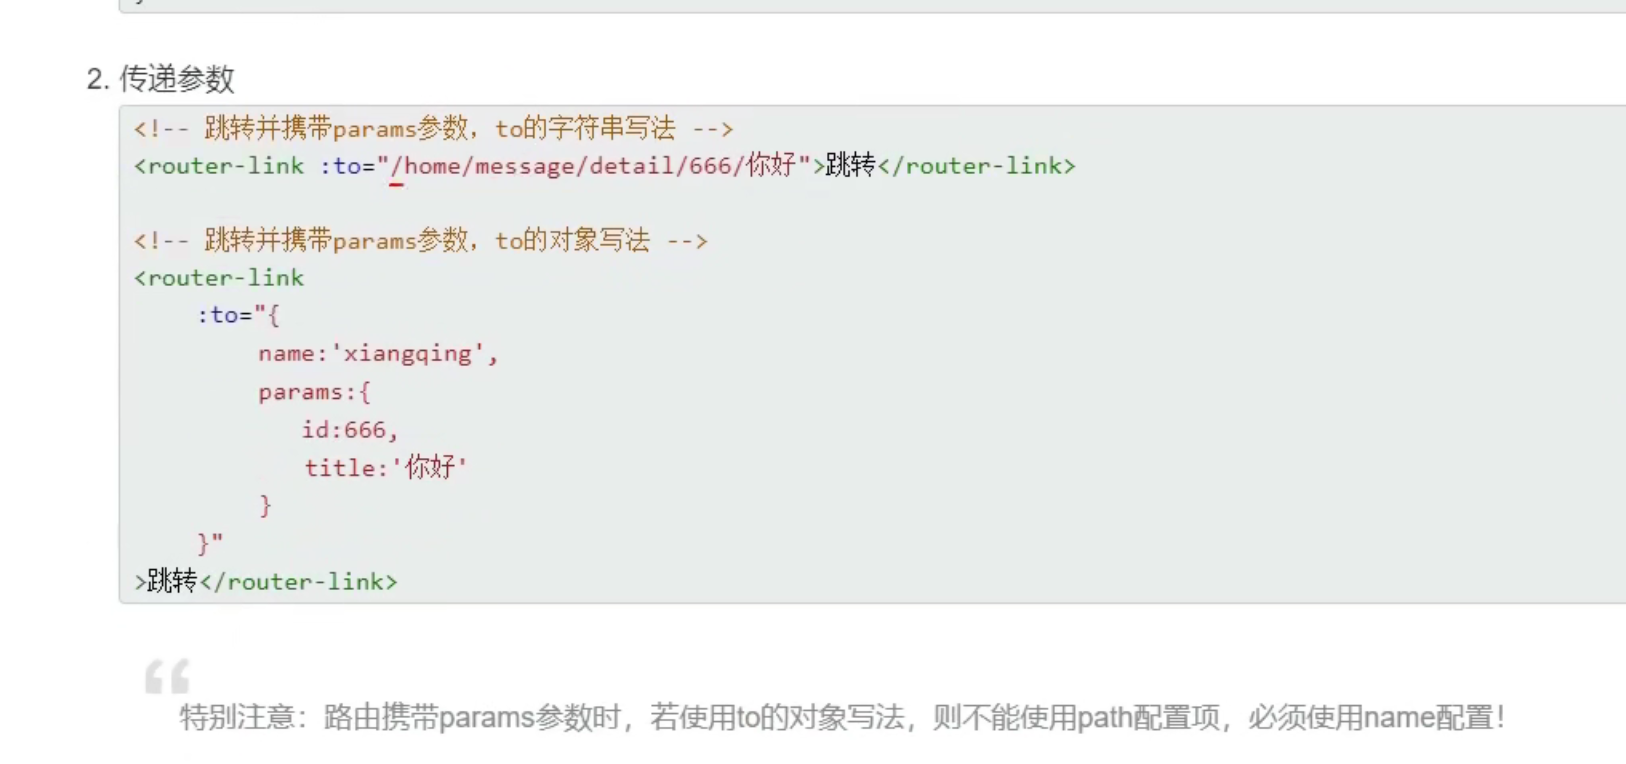 2. 传递参数
<!-- 跳转并携带params参数，to的字符串写法 -->
<router-link :to="/home/message/detail/666/你好">跳转</router-link>
<!-- 跳转并携带params参数，to的对象写法 -->
<router-link
:to="{
name:'xiangqing',
params:{
id:666,
title:'你好'
}
}"
>跳转</router-link>
特别注意：路由携带params参数时，若使用to的对象写法，则不能使用path配置项，必须使用name配置！